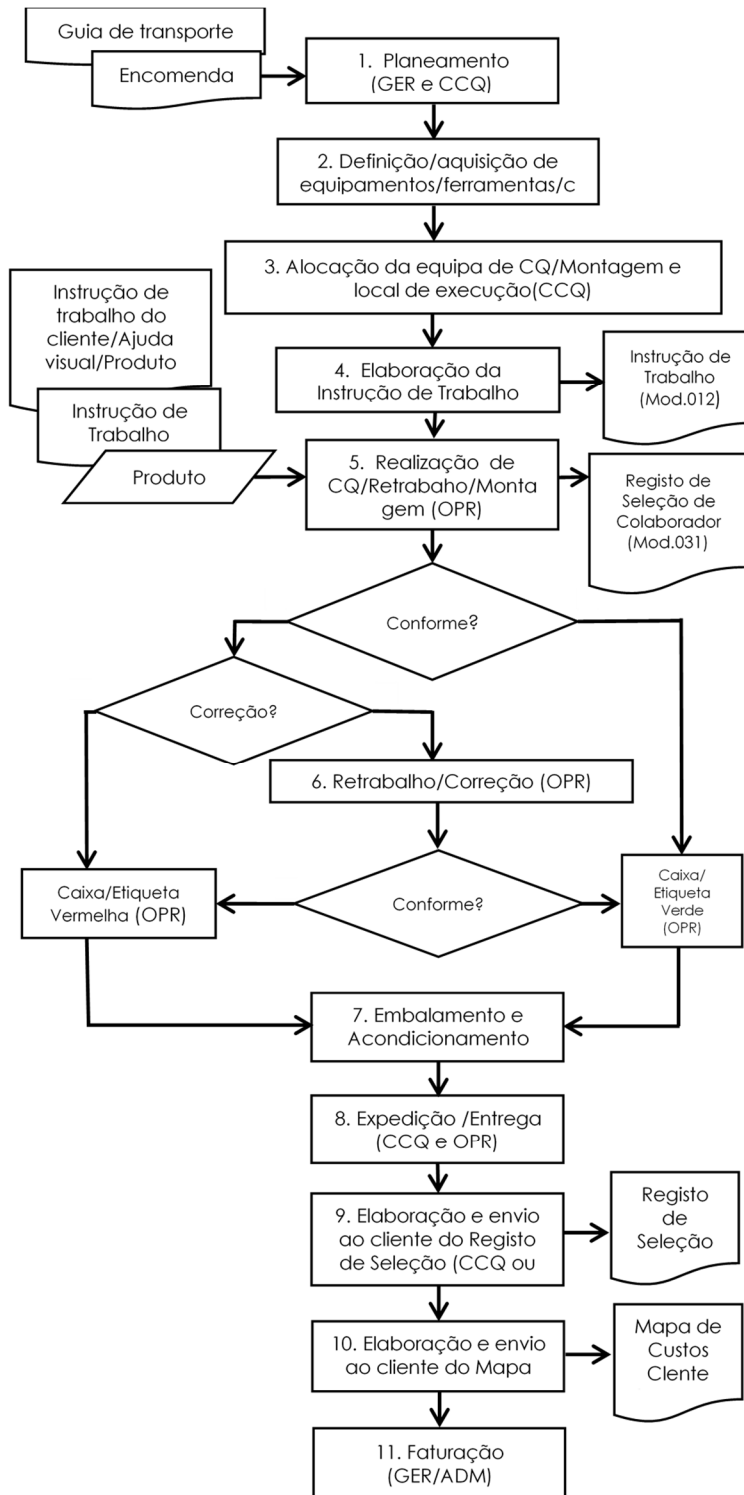 Guia de transporte
Encomenda
1. Planeamento
(GER e CCQ)
2. Definição/aquisição de
equipamentos/ferramentas/c
3. Alocação da equipa de CQ/Montagem e
local de execução(CCQ)
Instrução de
trabalho do
cliente/Ajuda
visual/Produto
4. Elaboração da
Instrução de Trabalho
Instrução de
Trabalho
(Mod.012)
Instrução de
Trabalho
Produto
5. Realização de
CQ/Retrabaho/Monta
gem (OPR)
Registo de
Seleção de
Colaborador
(Mod.031)
Conforme?
Correção?
6. Retrabalho/Correção (OPR)
Caixa/Etiqueta
Vermelha (OPR)
Conforme?
Caixa/
Etiqueta
Verde
(OPR)
7. Embalamento e
Acondicionamento
8. Expedição /Entrega
(CCQ e OPR)
9. Elaboração e envio
ao cliente do Registo
de Seleção (CCQ ou
Registo
de
Seleção
10. Elaboração e envio
ao cliente do Mapa
Mapa de
Custos
Clente
11. Faturação
(GER/ADM)